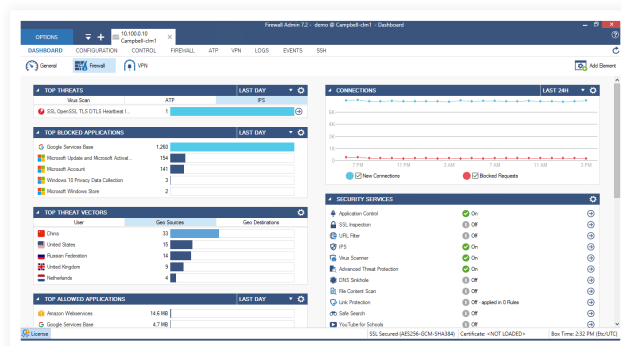 Firewall Admin 7.2 - demo @ Campbell-clm1 - Dashboard
OPTIONS
10.100.0.10
Campbell-clm1
DASHBOARD CONFIGURATION CONTROL FIREWALL ATP VPN LOGS EVENTS SSH
General Firewall VPN Add Element
TOP THREATS LAST DAY
Virus Scan ATP IPS
SSL OpenSSL TLS DTLS Heartbeat I... 1
TOP BLOCKED APPLICATIONS LAST DAY
Google Services Base 1,260
Microsoft Update and Microsoft Activat... 154
Microsoft Account 141
Windows 10 Privacy Data Collection 3
Microsoft Windows Store 2
TOP THREAT VECTORS
User Geo Sources Geo Destinations
China 33
United States 15
Russian Federation 14
United Kingdom 9
Netherlands 4
TOP ALLOWED APPLICATIONS LAST DAY
Amazon Webservices 14,6 MB
Google Services Base 4,7 MB
CONNECTIONS LAST 24H
5K
4K
2K
1K
0
7 PM 11 PM 3 AM 7 AM 11 AM 3 PM
New Connections Blocked Requests
SECURITY SERVICES
Application Control On
SSL Inspection Off
URL Filter Off
IPS On
Virus Scanner On
Advanced Threat Protection On
DNS Sinkhole Off
File Content Scan Off
Link Protection Off - applied in 0 Rules
Safe Search Off
YouTube for Schools Off
License SSL Secured (AES256-GCM-SHA384) Certificate: <NOT LOADED> Box Time: 2:32 PM (Etc/UTC)